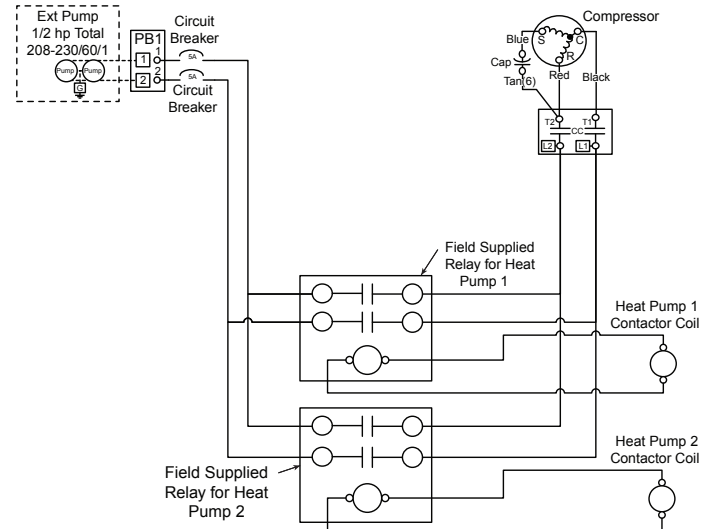 Ext Pump
1/2 hp Total
208-230/60/1
Pump
Pump
G
PB1
1
1
2
2
Circuit
Breaker
5A
5A
Circuit
Breaker
Compressor
Blue
S
C
R
Cap
Tan(6)
Red
Black
T2
CC
T1
L2
L1
Field Supplied
Relay for Heat
Pump 1
Heat Pump 1
Contactor Coil
Field Supplied
Relay for Heat
Pump 2
Heat Pump 2
Contactor Coil